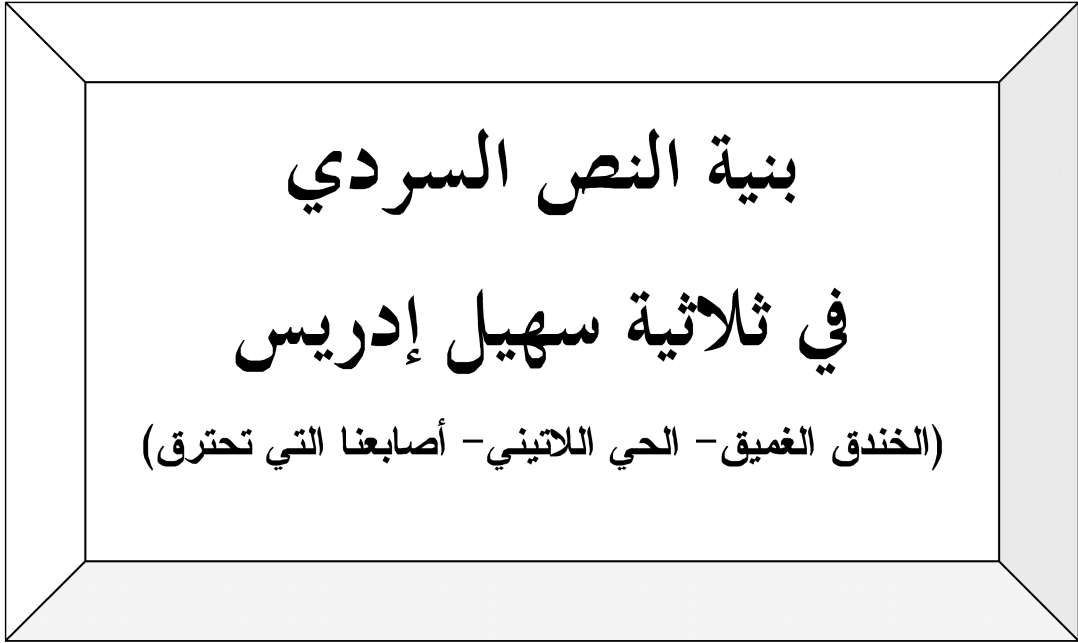 بنية النص السردي
في ثلاثية سهيل إدريس
(الخندق الغميق- الحي اللاتيني- أصابعنا التي تحترق)